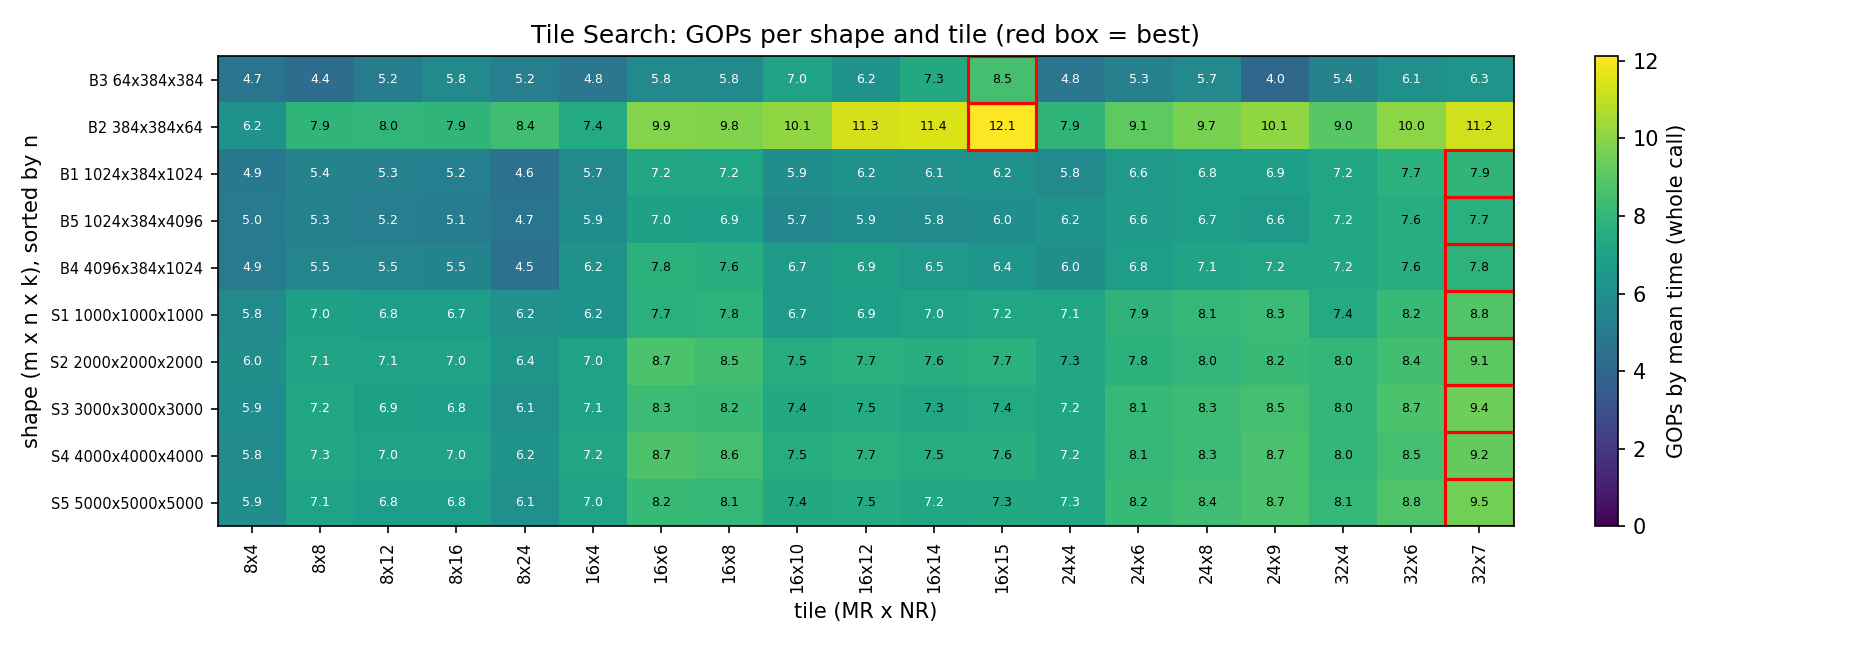 Tile Search: GOPs per shape and tile (red box = best)
shape (m x n x k), sorted by n
B3 64x384x384 4.7 4.4 5.2 5.8 5.2 4.8 5.8 5.8 7.0 6.2 7.3 8.5 4.8 5.3 5.7 4.0 5.4 6.1 6.3
B2 384x384x64 6.2 7.9 8.0 7.9 8.4 7.4 9.9 9.8 10.1 11.3 11.4 12.1 7.9 9.1 9.7 10.1 9.0 10.0 11.2
B1 1024x384x1024 4.9 5.4 5.3 5.2 4.6 5.7 7.2 7.2 5.9 6.2 6.1 6.2 5.8 6.6 6.8 6.9 7.2 7.7 7.9
B5 1024x384x4096 5.0 5.3 5.2 5.1 4.7 5.9 7.0 6.9 5.7 5.9 5.8 6.0 6.2 6.6 6.7 6.6 7.2 7.6 7.7
B4 4096x384x1024 4.9 5.5 5.5 5.5 4.5 6.2 7.8 7.6 6.7 6.9 6.5 6.4 6.0 6.8 7.1 7.2 7.2 7.6 7.8
S1 1000x1000x1000 5.8 7.0 6.8 6.7 6.2 6.2 7.7 7.8 6.7 6.9 7.0 7.2 7.1 7.9 8.1 8.3 7.4 8.2 8.8
S2 2000x2000x2000 6.0 7.1 7.1 7.0 6.4 7.0 8.7 8.5 7.5 7.7 7.6 7.7 7.3 7.8 8.0 8.2 8.0 8.4 9.1
S3 3000x3000x3000 5.9 7.2 6.9 6.8 6.1 7.1 8.3 8.2 7.4 7.5 7.3 7.4 7.2 8.1 8.3 8.5 8.0 8.7 9.4
S4 4000x4000x4000 5.8 7.3 7.0 7.0 6.2 7.2 8.7 8.6 7.5 7.7 7.5 7.6 7.2 8.1 8.3 8.7 8.0 8.5 9.2
S5 5000x5000x5000 5.9 7.1 6.8 6.8 6.1 7.0 8.2 8.1 7.4 7.5 7.2 7.3 7.3 8.2 8.4 8.7 8.1 8.8 9.5
8x4 8x8 8x12 8x16 8x24 16x4 16x6 16x8 16x10 16x12 16x14 16x15 24x4 24x6 24x8 24x9 32x4 32x6 32x7
tile (MR x NR)
12
10
8
6
4
2
0
GOPs by mean time (whole call)